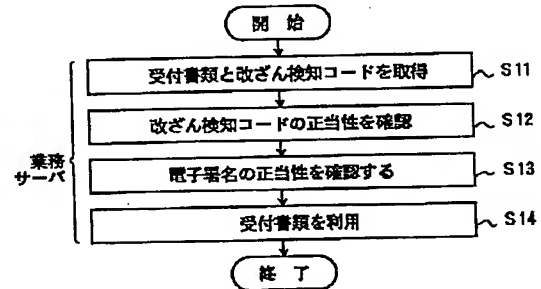 開 始
受付書類と改ざん検知コードを取得
S11
改ざん検知コードの正当性を確認
S12
業務
サーバ
電子署名の正当性を確認する
S13
受付書類を利用
S14
終 了